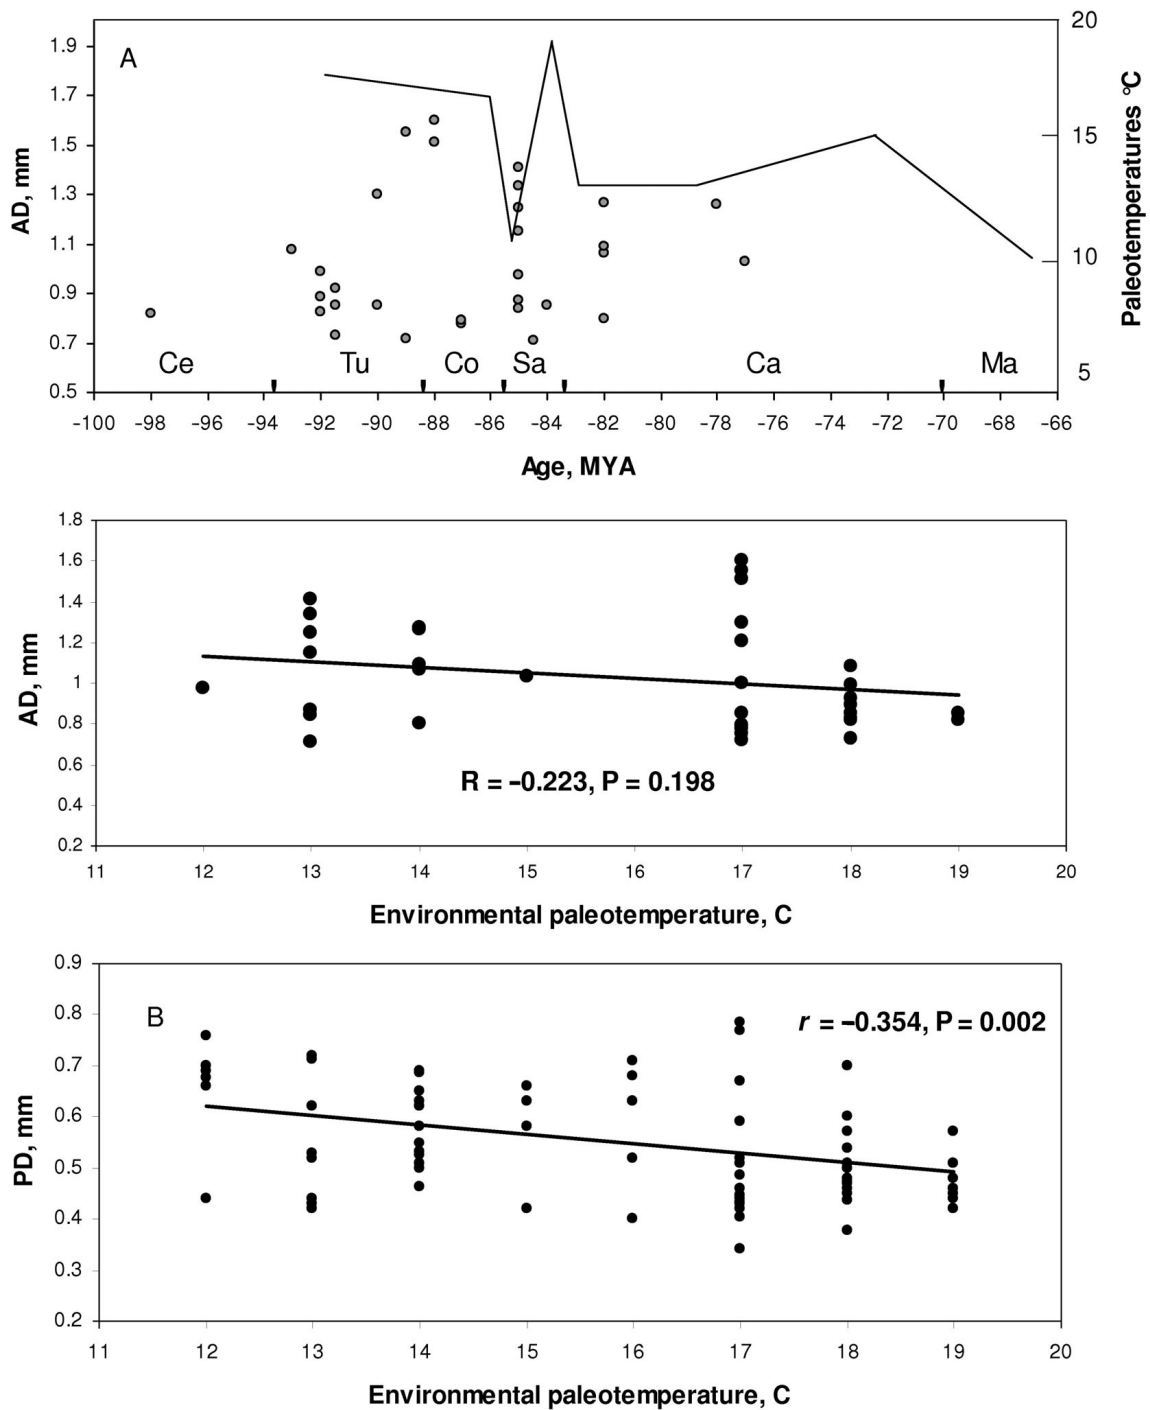 A
1.9
1.7
1.5
1.3
1.1
0.9
0.7
0.5
AD, mm
20
15
10
5
Paleotemperatures °C
Ce Tu Co Sa Ca Ma
-100 -98 -96 -94 -92 -90 -88 -86 -84 -82 -80 -78 -76 -74 -72 -70 -68 -66
Age, MYA
1.8
1.6
1.4
1.2
1
0.8
0.6
0.4
0.2
AD, mm
R = -0.223, P = 0.198
11 12 13 14 15 16 17 18 19 20
Environmental paleotemperature, C
B
0.9
0.8
0.7
0.6
0.5
0.4
0.3
0.2
PD, mm
r = -0.354, P = 0.002
11 12 13 14 15 16 17 18 19 20
Environmental paleotemperature, C